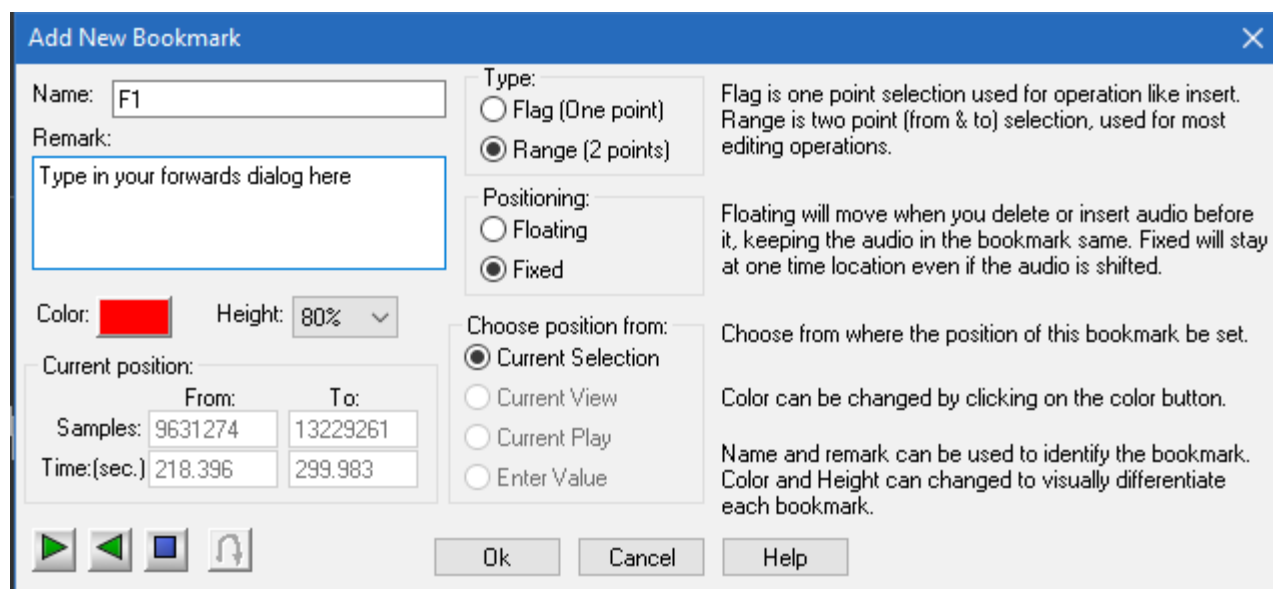 Add New Bookmark
Name: F1
Remark:
Type in your forwards dialog here
Color:
Height: 80%
Current position:
From: To:
Samples: 9631274 13229261
Time:(sec.) 218.396 299.983
Type:
Flag (One point)
Range (2 points)
Positioning:
Floating
Fixed
Choose position from:
Current Selection
Current View
Current Play
Enter Value
Flag is one point selection used for operation like insert.
Range is two point (from & to) selection, used for most
editing operations.
Floating will move when you delete or insert audio before
it, keeping the audio in the bookmark same. Fixed will stay
at one time location even if the audio is shifted.
Choose from where the position of this bookmark be set.
Color can be changed by clicking on the color button.
Name and remark can be used to identify the bookmark.
Color and Height can changed to visually differentiate
each bookmark.
Ok
Cancel
Help